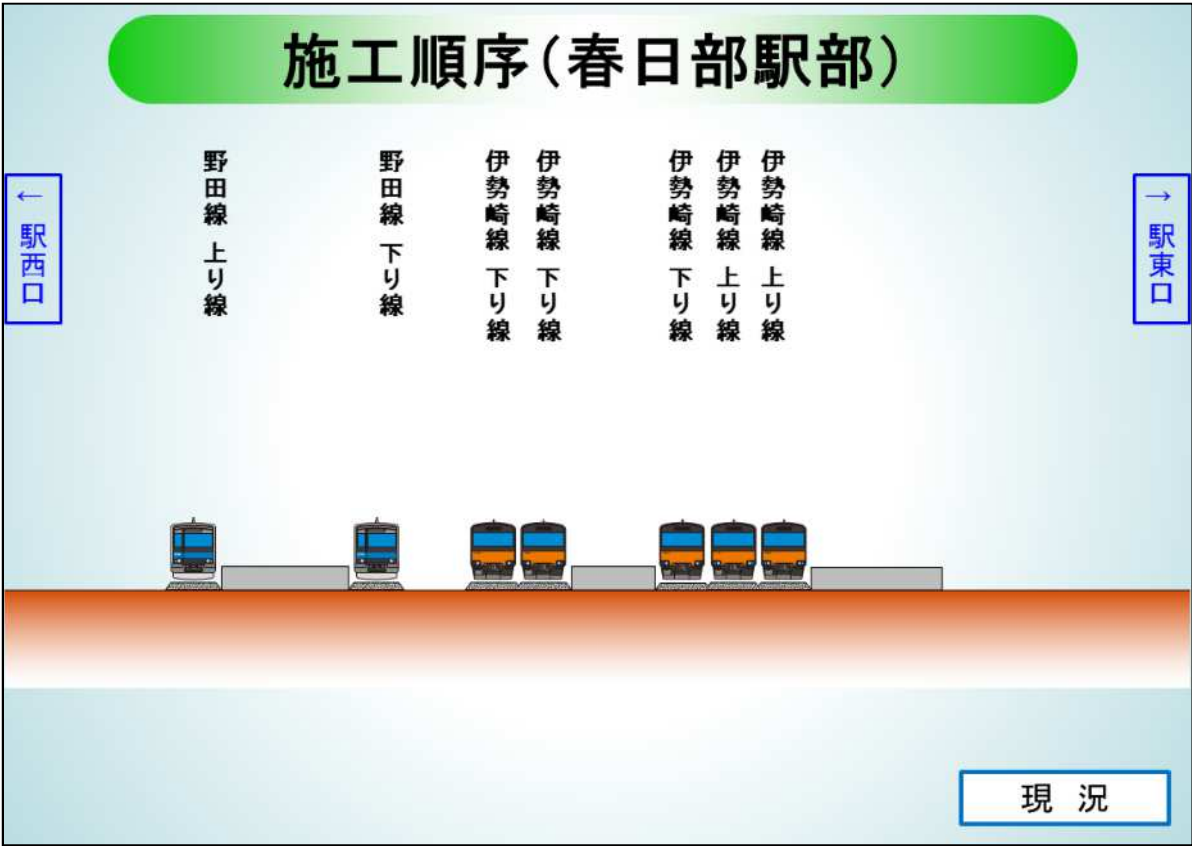 施工順序（春日部駅部）
← 駅西口
野田線 上り線
野田線 下り線
伊勢崎線 下り線
伊勢崎線 下り線
伊勢崎線 下り線
伊勢崎線 上り線
伊勢崎線 上り線
→ 駅東口
現況